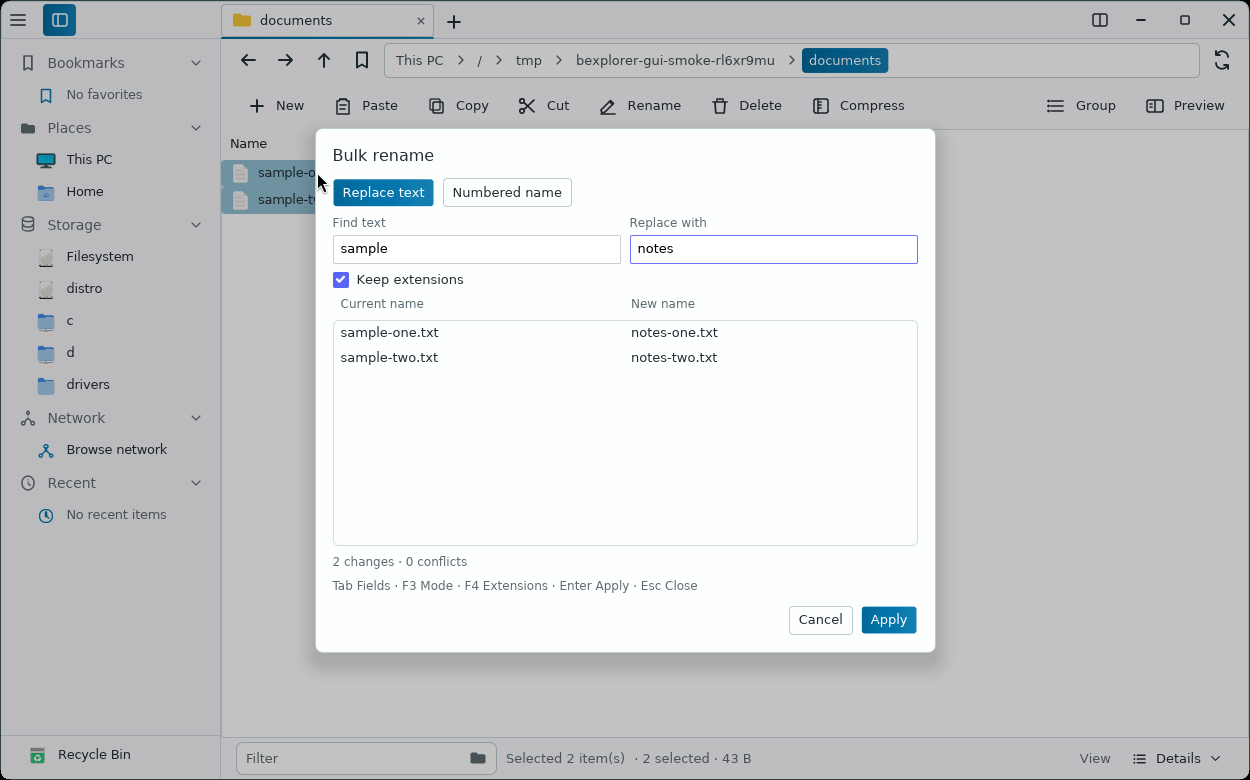 documents
Bookmarks
No favorites
Places
This PC
Home
Storage
Filesystem
distro
c
d
drivers
Network
Browse network
Recent
No recent items
Recycle Bin
This PC / tmp bexplorer-gui-smoke-rl6xr9mu documents
New Paste Copy Cut Rename Delete Compress Group Preview
Name
sample-o
sample-tw
Bulk rename
Replace text Numbered name
Find text Replace with
sample notes
Keep extensions
Current name New name
sample-one.txt notes-one.txt
sample-two.txt notes-two.txt
2 changes · 0 conflicts
Tab Fields · F3 Mode · F4 Extensions · Enter Apply · Esc Close
Cancel Apply
Filter Selected 2 item(s) · 2 selected · 43 B View Details